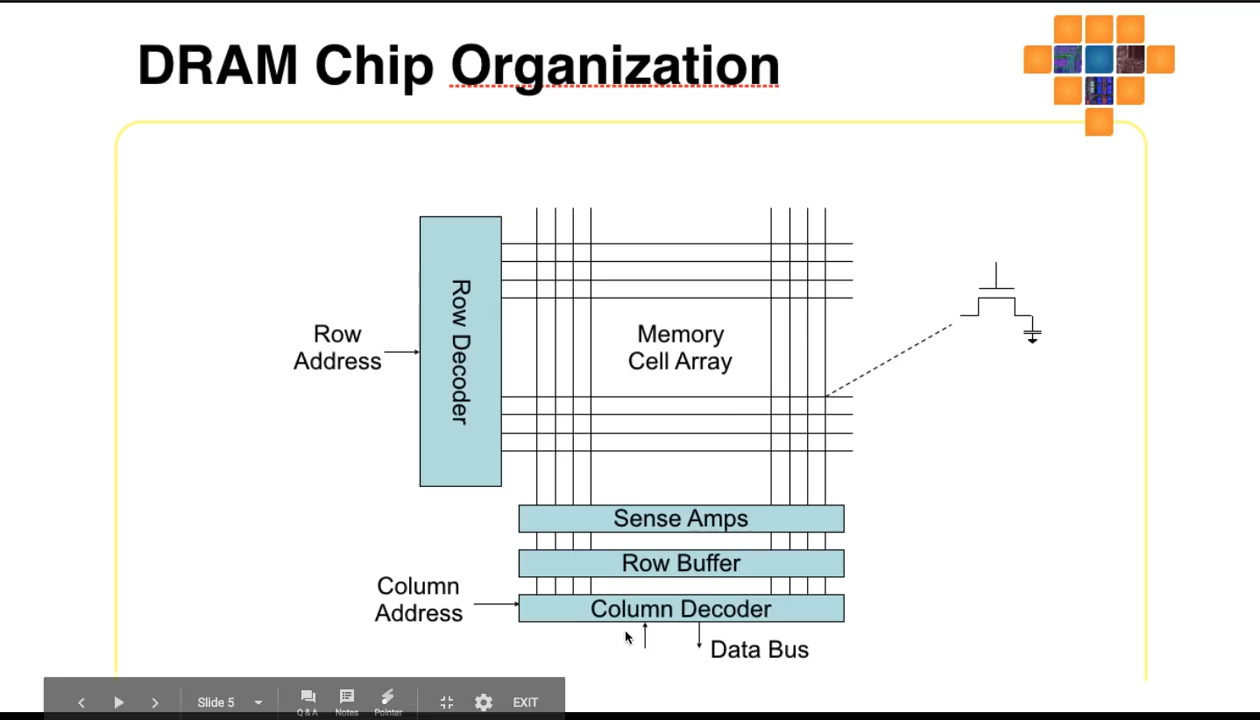 DRAM Chip Organization
Row Decoder
Row
Address
Memory
Cell Array
Sense Amps
Row Buffer
Column
Address
Column Decoder
Data Bus
Slide 5
Q&A
Notes
Pointer
EXIT